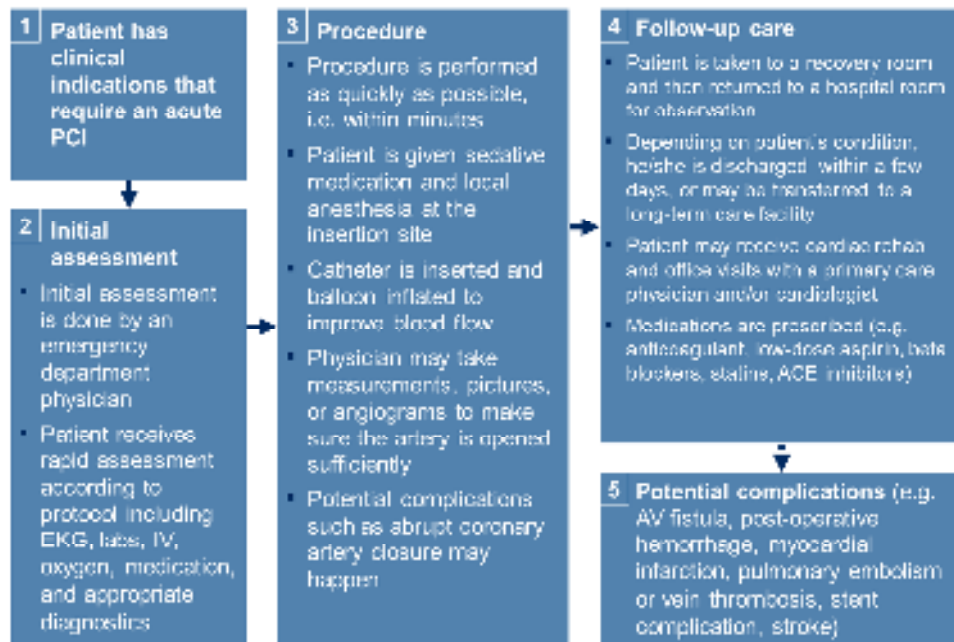 1 Patient has
clinical
indications that
require an acute
PCI
2 Initial
assessment
▪ Initial assessment
is done by an
emergency
department
physician
▪ Patient receives
rapid assessment
according to
protocol including
EKG, labs, IV,
oxygen, medication,
and appropriate
diagnostics
3 Procedure
▪ Procedure is performed
as quickly as possible,
i.e. within minutes
▪ Patient is given sedative
medication and local
anesthesia at the
insertion site
▪ Catheter is inserted and
balloon inflated to
improve blood flow
▪ Physician may take
measurements, pictures,
or angiograms to make
sure the artery is opened
sufficiently
▪ Potential complications
such as abrupt coronary
artery closure may
happen
4 Follow-up care
▪ Patient is taken to a recovery room
and then returned to a hospital room
for observation
▪ Depending on patient's condition,
he/she is discharged within a few
days, or may be transferred to a
long-term care facility
▪ Patient may receive cardiac rehab
and office visits with a primary care
physician and/or cardiologist
▪ Medications are prescribed (e.g.
anticoagulant, low-dose aspirin, beta
blockers, statins, ACE inhibitors)
5 Potential complications (e.g.
AV fistula, post-operative
hemorrhage, myocardial
infarction, pulmonary embolism
or vein thrombosis, stent
complication, stroke)